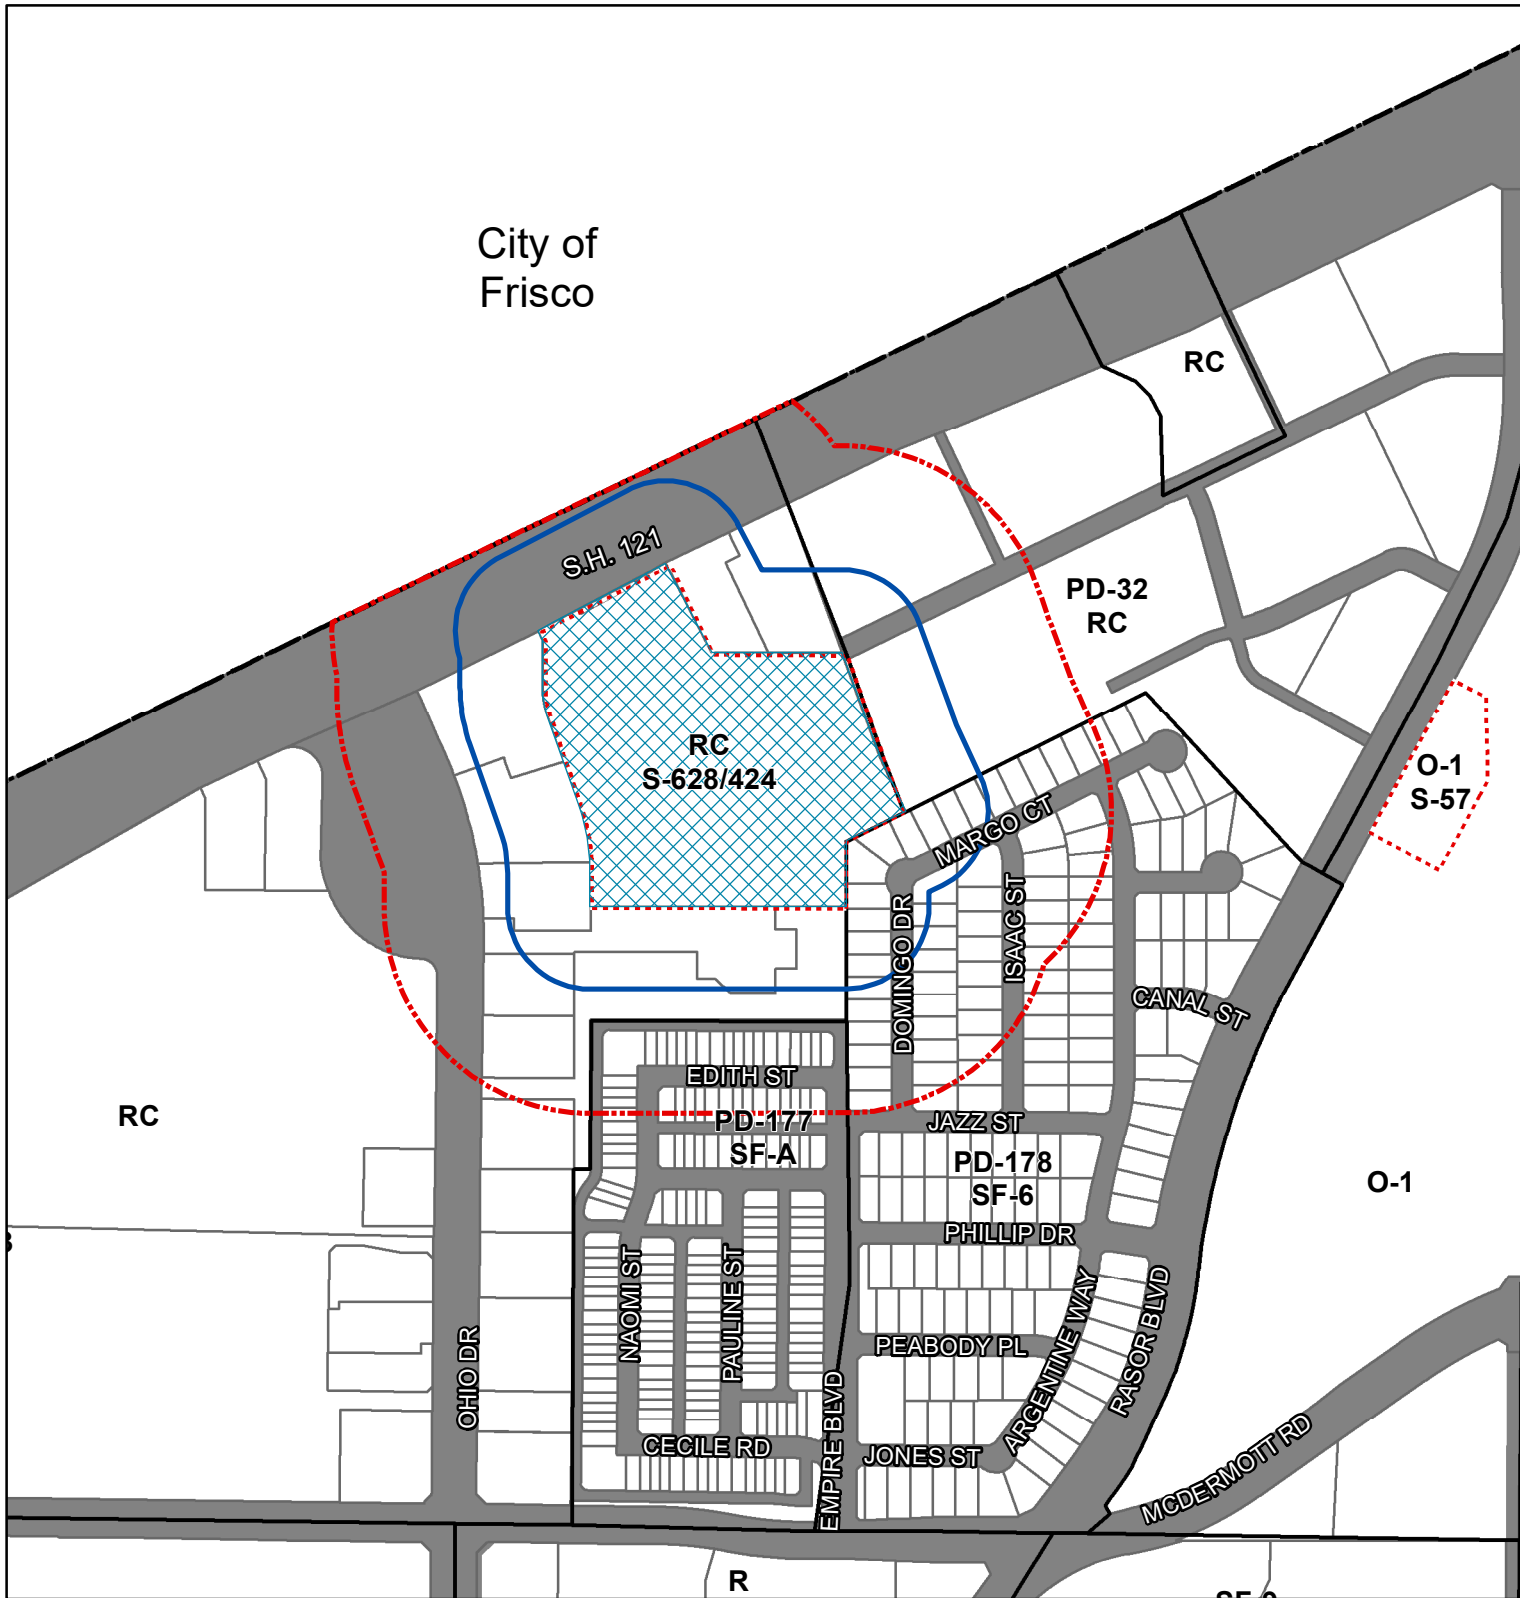 City of
Frisco
RC
S.H. 121
PD-32
RC
RC
S-628/424
O-1
S-57
MARGO CT
DOMINGO DR
ISAAC ST
CANAL ST
EDITH ST
RC
PD-177
SF-A
JAZZ ST
PD-178
SF-6
O-1
PHILLIP DR
NAOMI ST
PAULINE ST
ARGENTINE WAY
RASOR BLVD
PEABODY PL
OHIO DR
EMPIRE BLVD
CECILE RD
JONES ST
MCDERMOTT RD
R